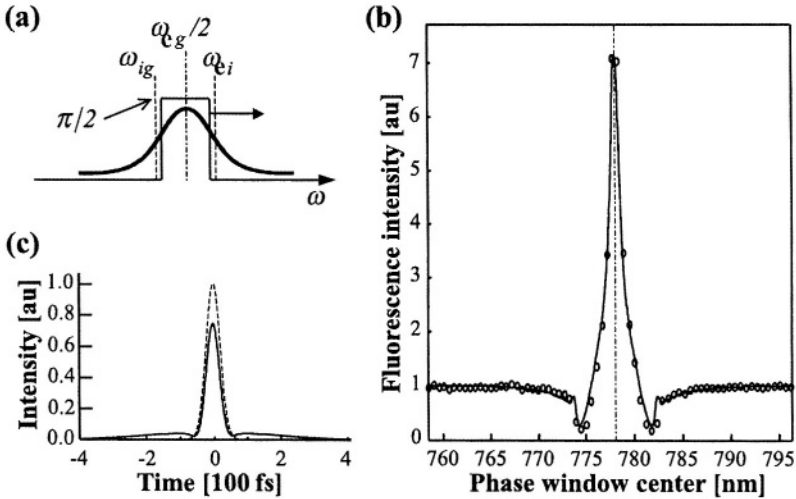 (a)
ω_eg/2
ω_ig
ω_ei
π/2
ω
(b)
Fluorescence intensity [au]
7
6
5
4
3
2
1
0
760 765 770 775 780 785 790 795
Phase window center [nm]
(c)
Intensity [au]
1.0
0.8
0.6
0.4
0.2
0.0
-4 -2 0 2 4
Time [100 fs]